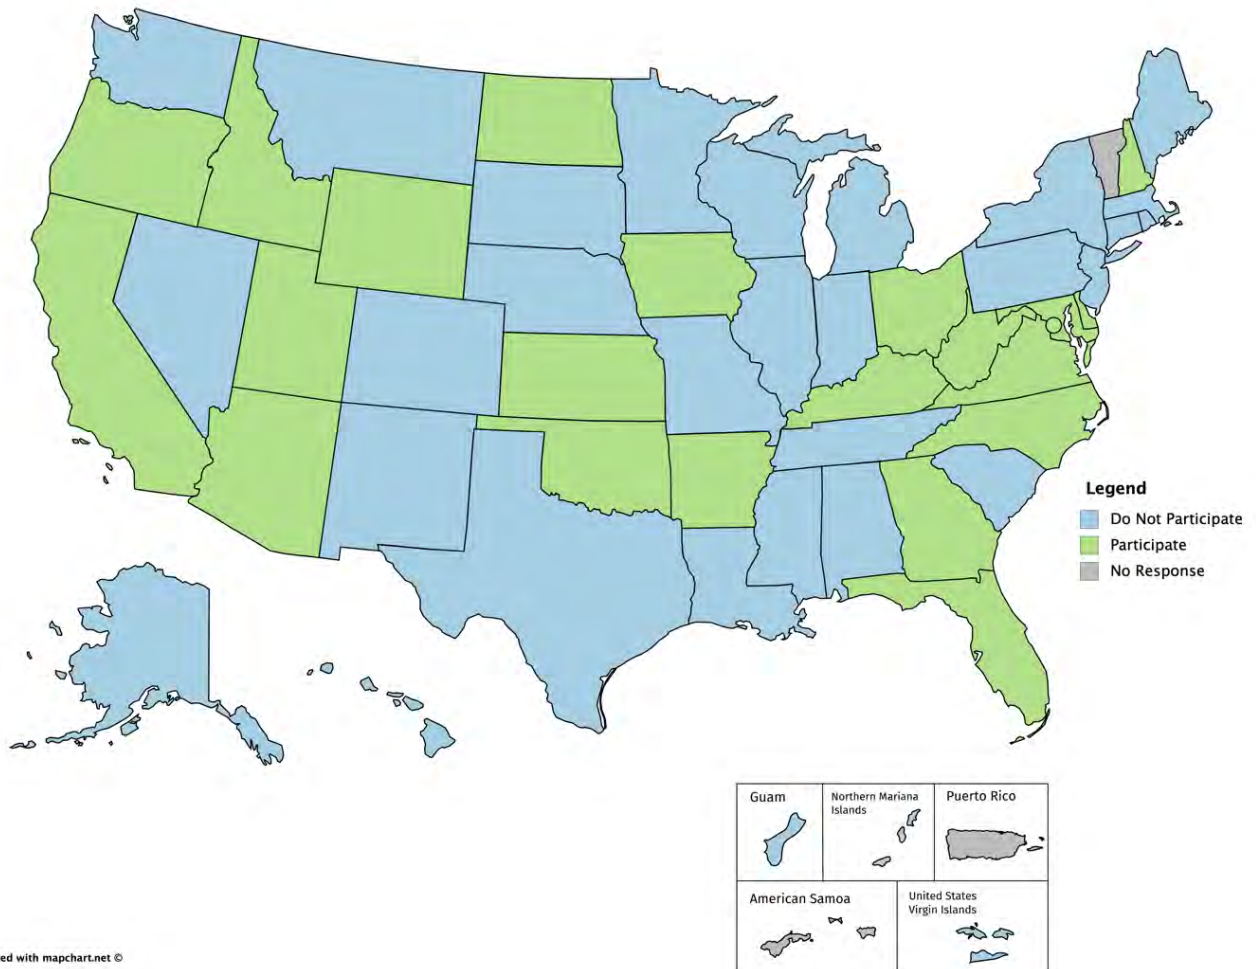 Legend
Do Not Participate
Participate
No Response
Guam
Northern Mariana
Islands
Puerto Rico
American Samoa
United States
Virgin Islands
ed with mapchart.net ©